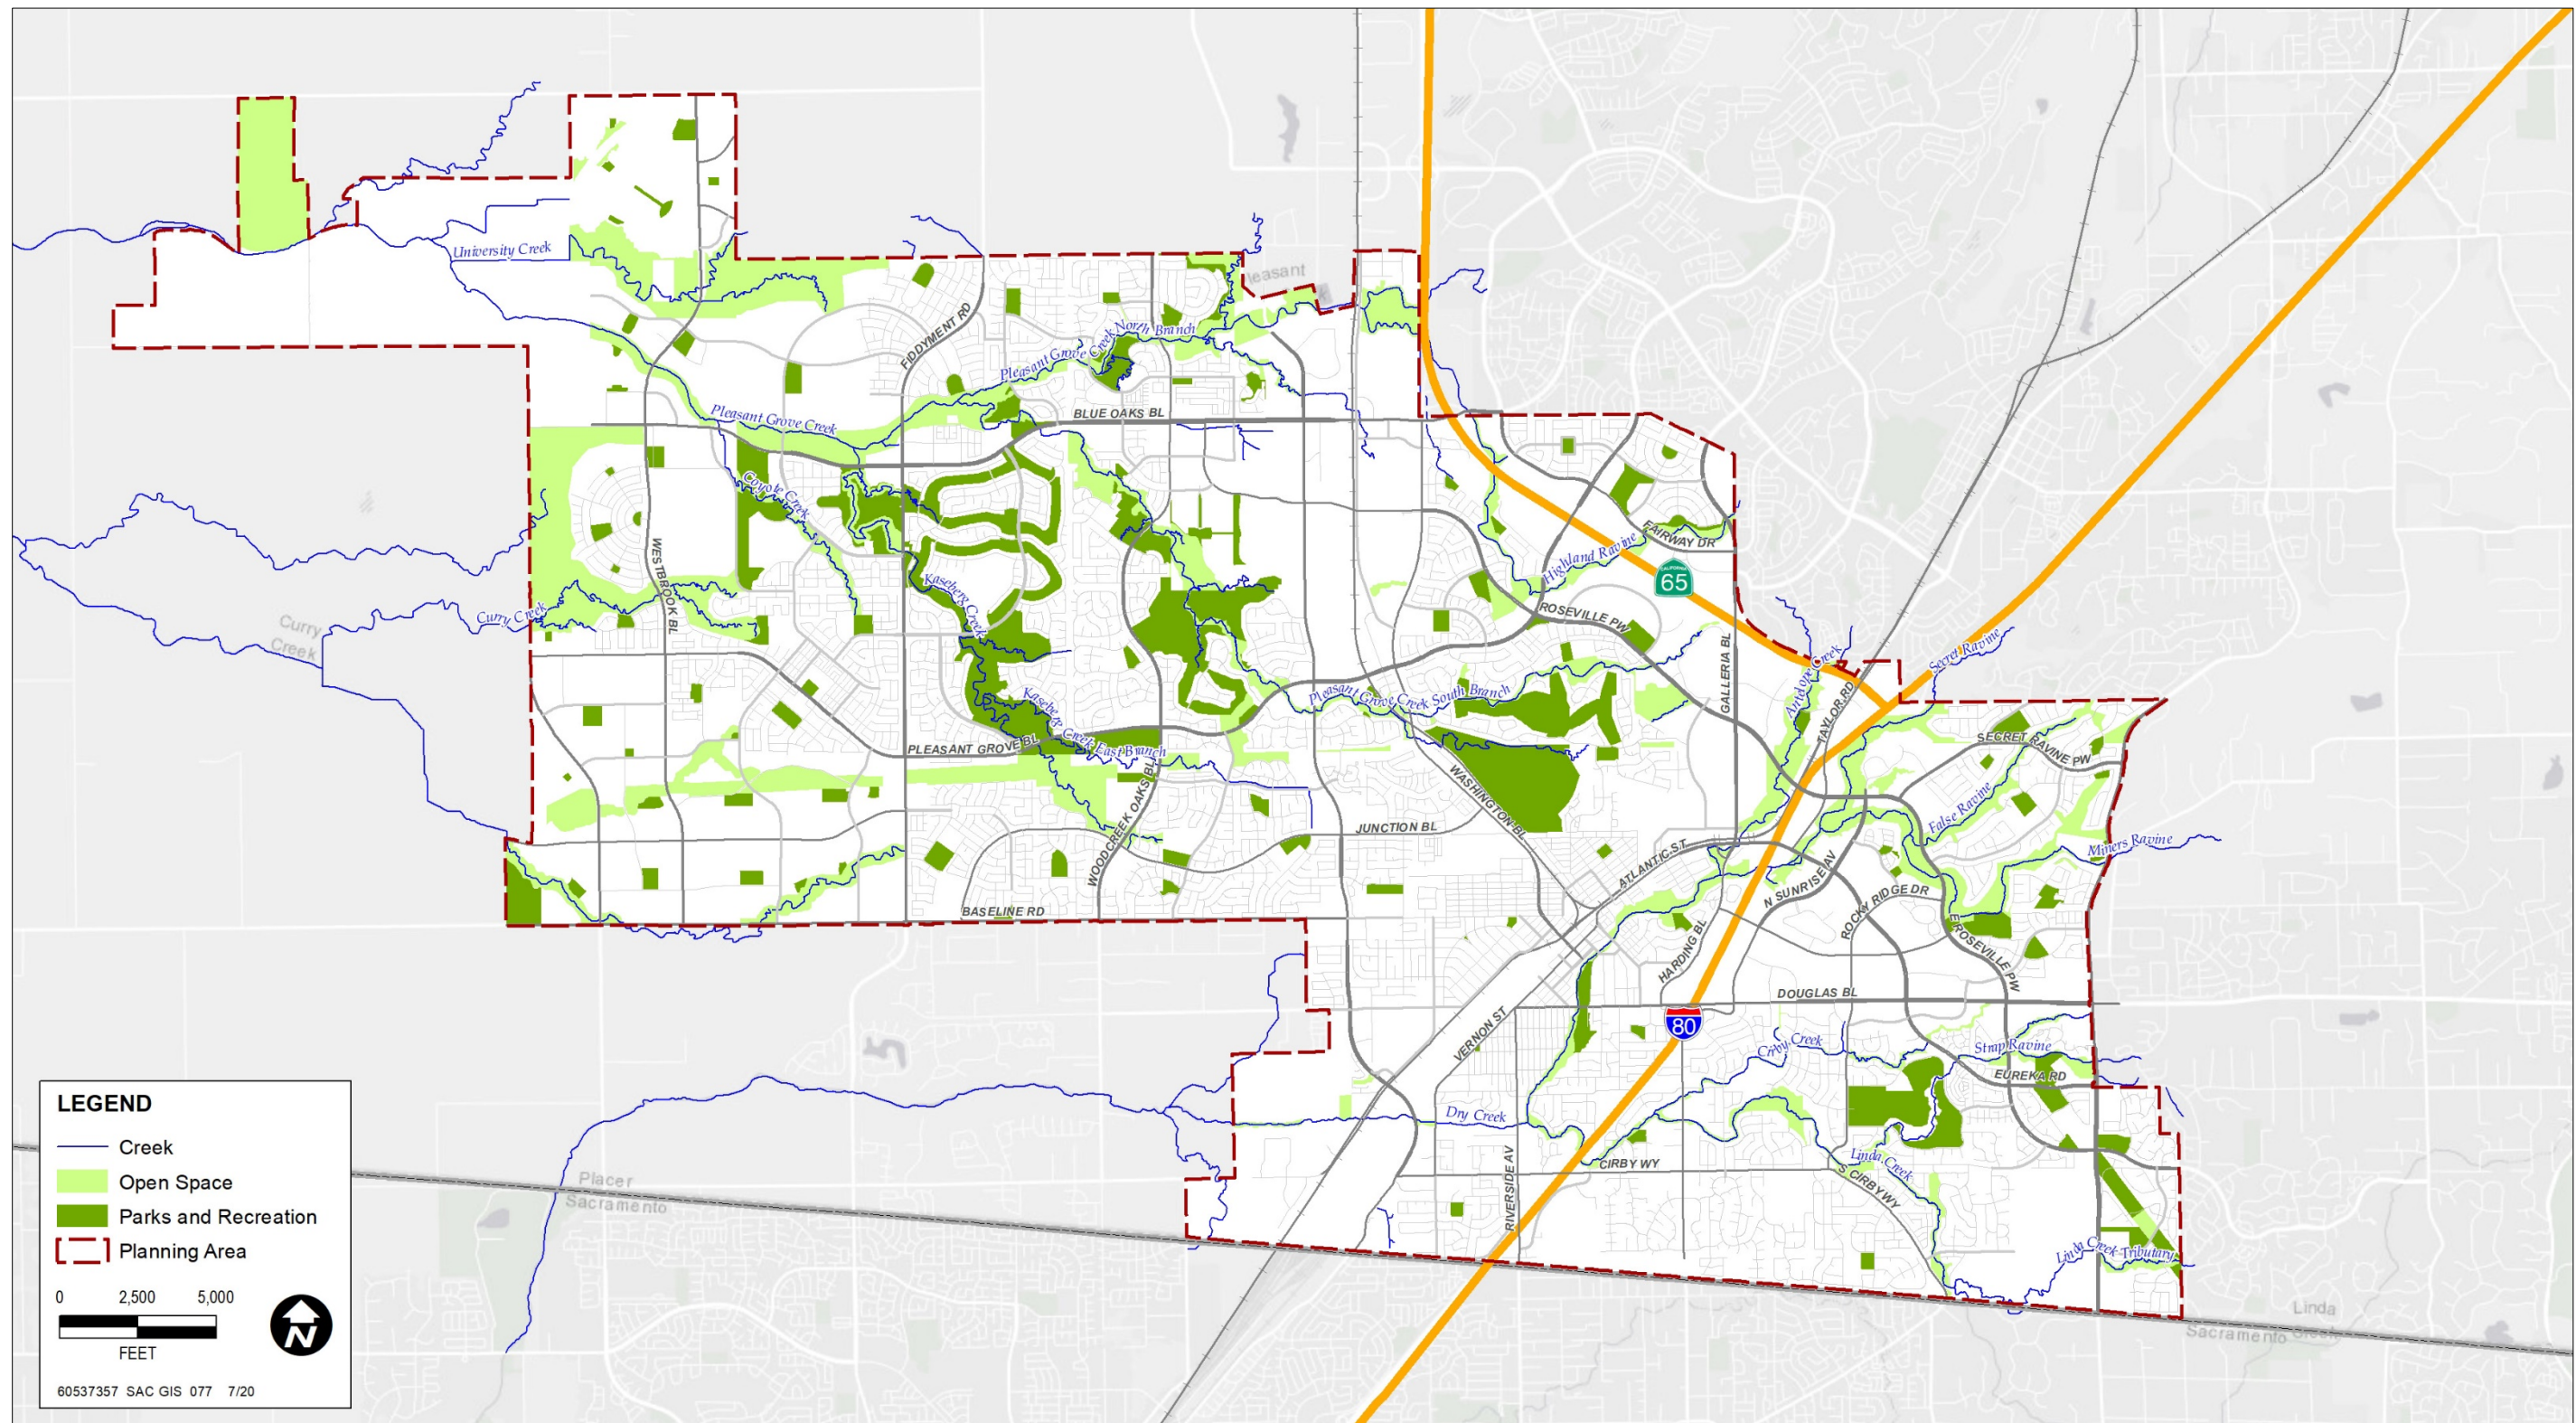 University Creek
leasant
FIDDYMENT RD
Pleasant Grove Creek North Branch
BLUE OAKS BL
Pleasant Grove Creek
Coyote Creek
WESTBROOK BL
Curry Creek
Curry
Creek
Kaseberg Creek
Highland Ravine
FAIRWAY DR
CALIFORNIA
65
ROSEVILLE PW
GALLERIA BL
Antelope Creek
TAYLOR RD
Secret Ravine
Kaseberg Creek East Branch
Pleasant Grove Creek South Branch
PLEASANT GROVE BL
SECRET RAVINE PW
WASHINGTON BL
WOODCREEK OAKS BL
JUNCTION BL
ATLANTIC ST
False Ravine
Miners Ravine
N SUNRISE AV
ROCKY RIDGE DR
BASELINE RD
HARDING BL
E ROSEVILLE PW
DOUGLAS BL
80
VERNON ST
Cirby Creek
Strap Ravine
EUREKA RD
Dry Creek
CIRBY WY
Linda Creek
S CIRBY WY
RIVERSIDE AV
Linda Creek Tributary
Placer
Sacramento
Linda
Sacramento Creek
LEGEND
Creek
Open Space
Parks and Recreation
Planning Area
0 2,500 5,000
FEET
N
60537357 SAC GIS 077 7/20